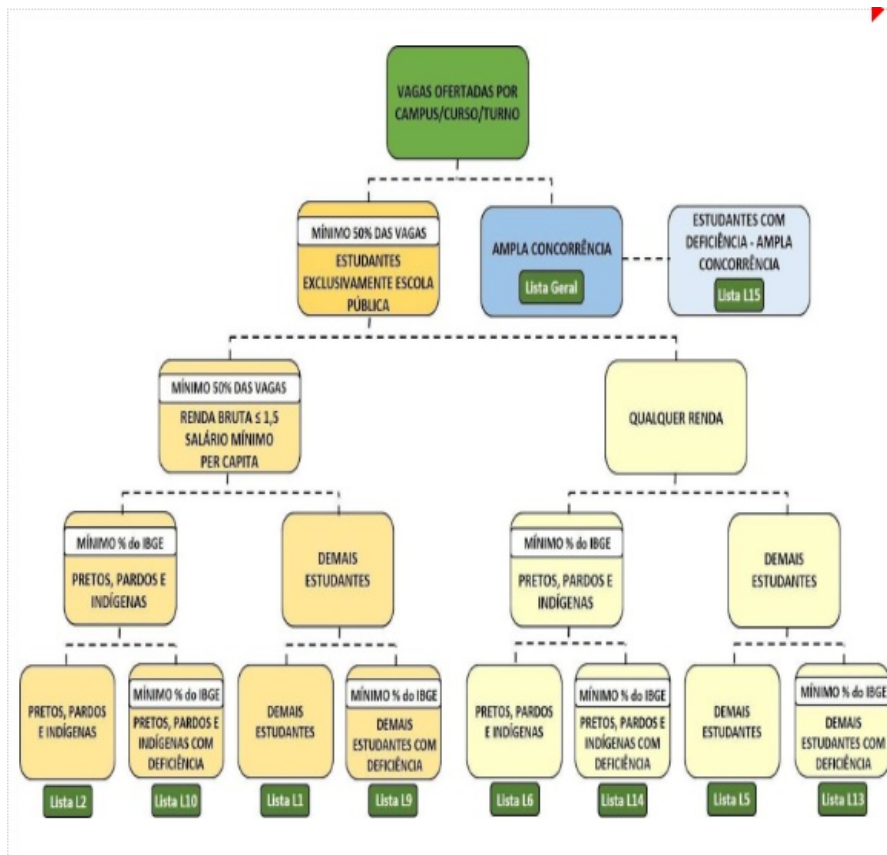 VAGAS OFERTADAS POR
CAMPUS/CURSO/TURNO
MÍNIMO 50% DAS VAGAS
ESTUDANTES
EXCLUSIVAMENTE ESCOLA
PÚBLICA
AMPLA CONCORRÊNCIA
Lista Geral
ESTUDANTES COM
DEFICIÊNCIA - AMPLA
CONCORRÊNCIA
Lista L15
MÍNIMO 50% DAS VAGAS
RENDA BRUTA ≤ 1,5
SALÁRIO MÍNIMO
PER CAPITA
QUALQUER RENDA
MÍNIMO % do IBGE
PRETOS, PARDOS E
INDÍGENAS
DEMAIS
ESTUDANTES
MÍNIMO % do IBGE
PRETOS, PARDOS E
INDÍGENAS
DEMAIS
ESTUDANTES
PRETOS, PARDOS
E INDÍGENAS
Lista L2
MÍNIMO % do IBGE
PRETOS, PARDOS E
INDÍGENAS COM
DEFICIÊNCIA
Lista L10
DEMAIS
ESTUDANTES
Lista L1
MÍNIMO % do IBGE
DEMAIS
ESTUDANTES COM
DEFICIÊNCIA
Lista L9
PRETOS, PARDOS
E INDÍGENAS
Lista L6
MÍNIMO % do IBGE
PRETOS, PARDOS E
INDÍGENAS COM
DEFICIÊNCIA
Lista L14
DEMAIS
ESTUDANTES
Lista L5
MÍNIMO % do IBGE
DEMAIS
ESTUDANTES COM
DEFICIÊNCIA
Lista L13